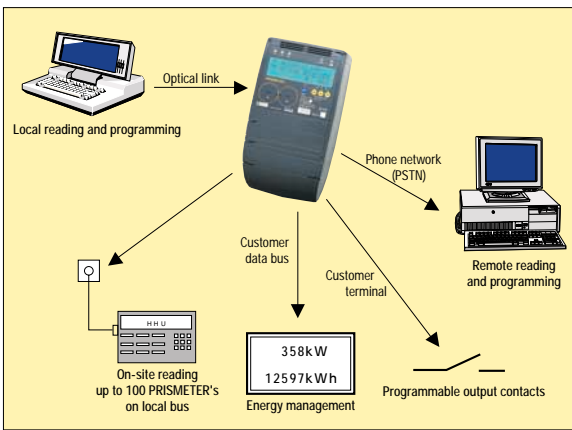 Optical link
Local reading and programming
Phone network
(PSTN)
Remote reading
and programming
Customer
data bus
Customer
terminal
HHU
On-site reading
up to 100 PRISMETER's
on local bus
358kW
12597kWh
Energy management
Programmable output contacts